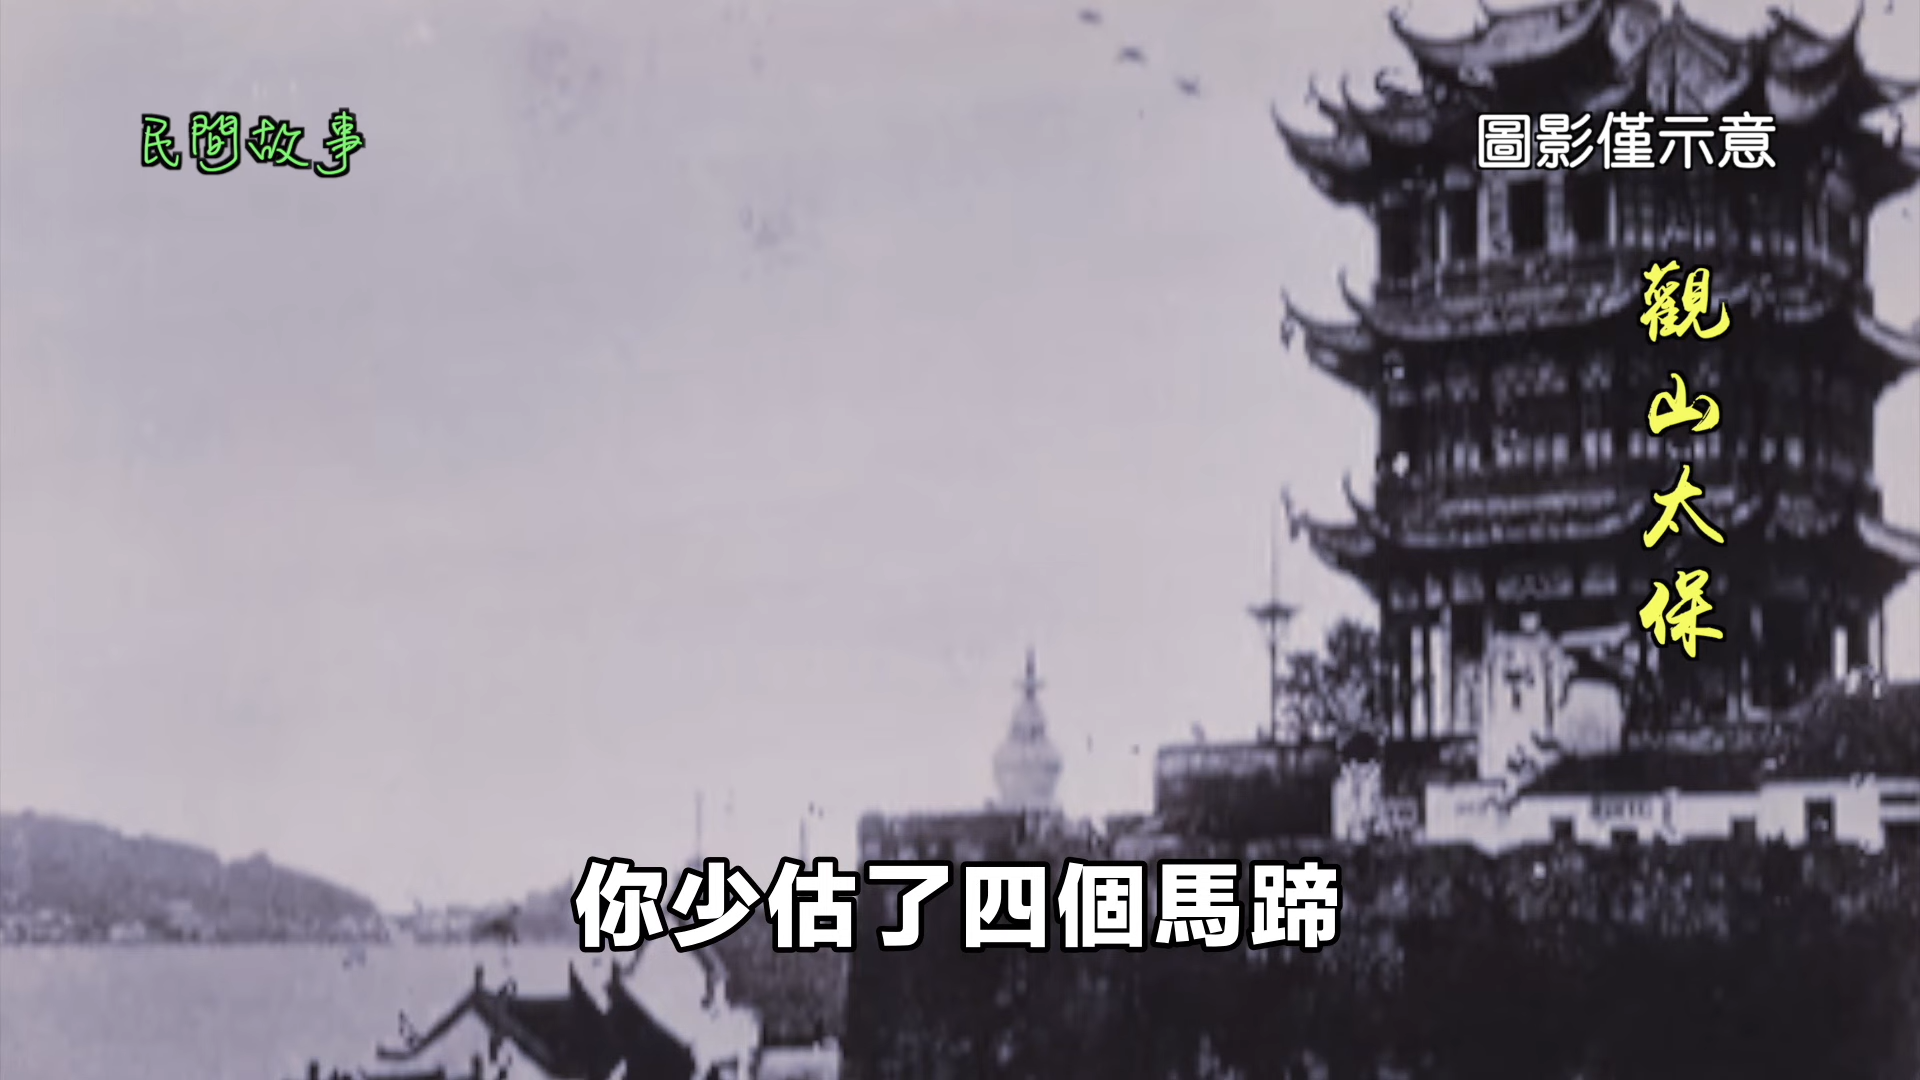 民間故事
圖影僅示意
觀山太保
你少估了四個馬蹄